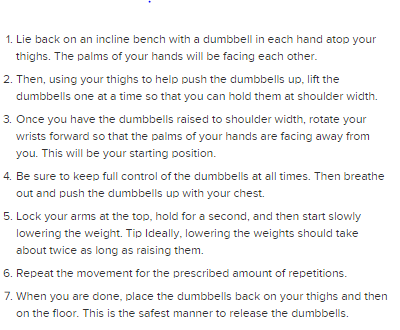 1. Lie back on an incline bench with a dumbbell in each hand atop your
thighs. The palms of your hands will be facing each other.
2. Then, using your thighs to help push the dumbbells up, lift the
dumbbells one at a time so that you can hold them at shoulder width.
3. Once you have the dumbbells raised to shoulder width, rotate your
wrists forward so that the palms of your hands are facing away from
you. This will be your starting position.
4. Be sure to keep full control of the dumbbells at all times. Then breathe
out and push the dumbbells up with your chest.
5. Lock your arms at the top, hold for a second, and then start slowly
lowering the weight. Tip Ideally, lowering the weights should take
about twice as long as raising them.
6. Repeat the movement for the prescribed amount of repetitions.
7. When you are done, place the dumbbells back on your thighs and then
on the floor. This is the safest manner to release the dumbbells.